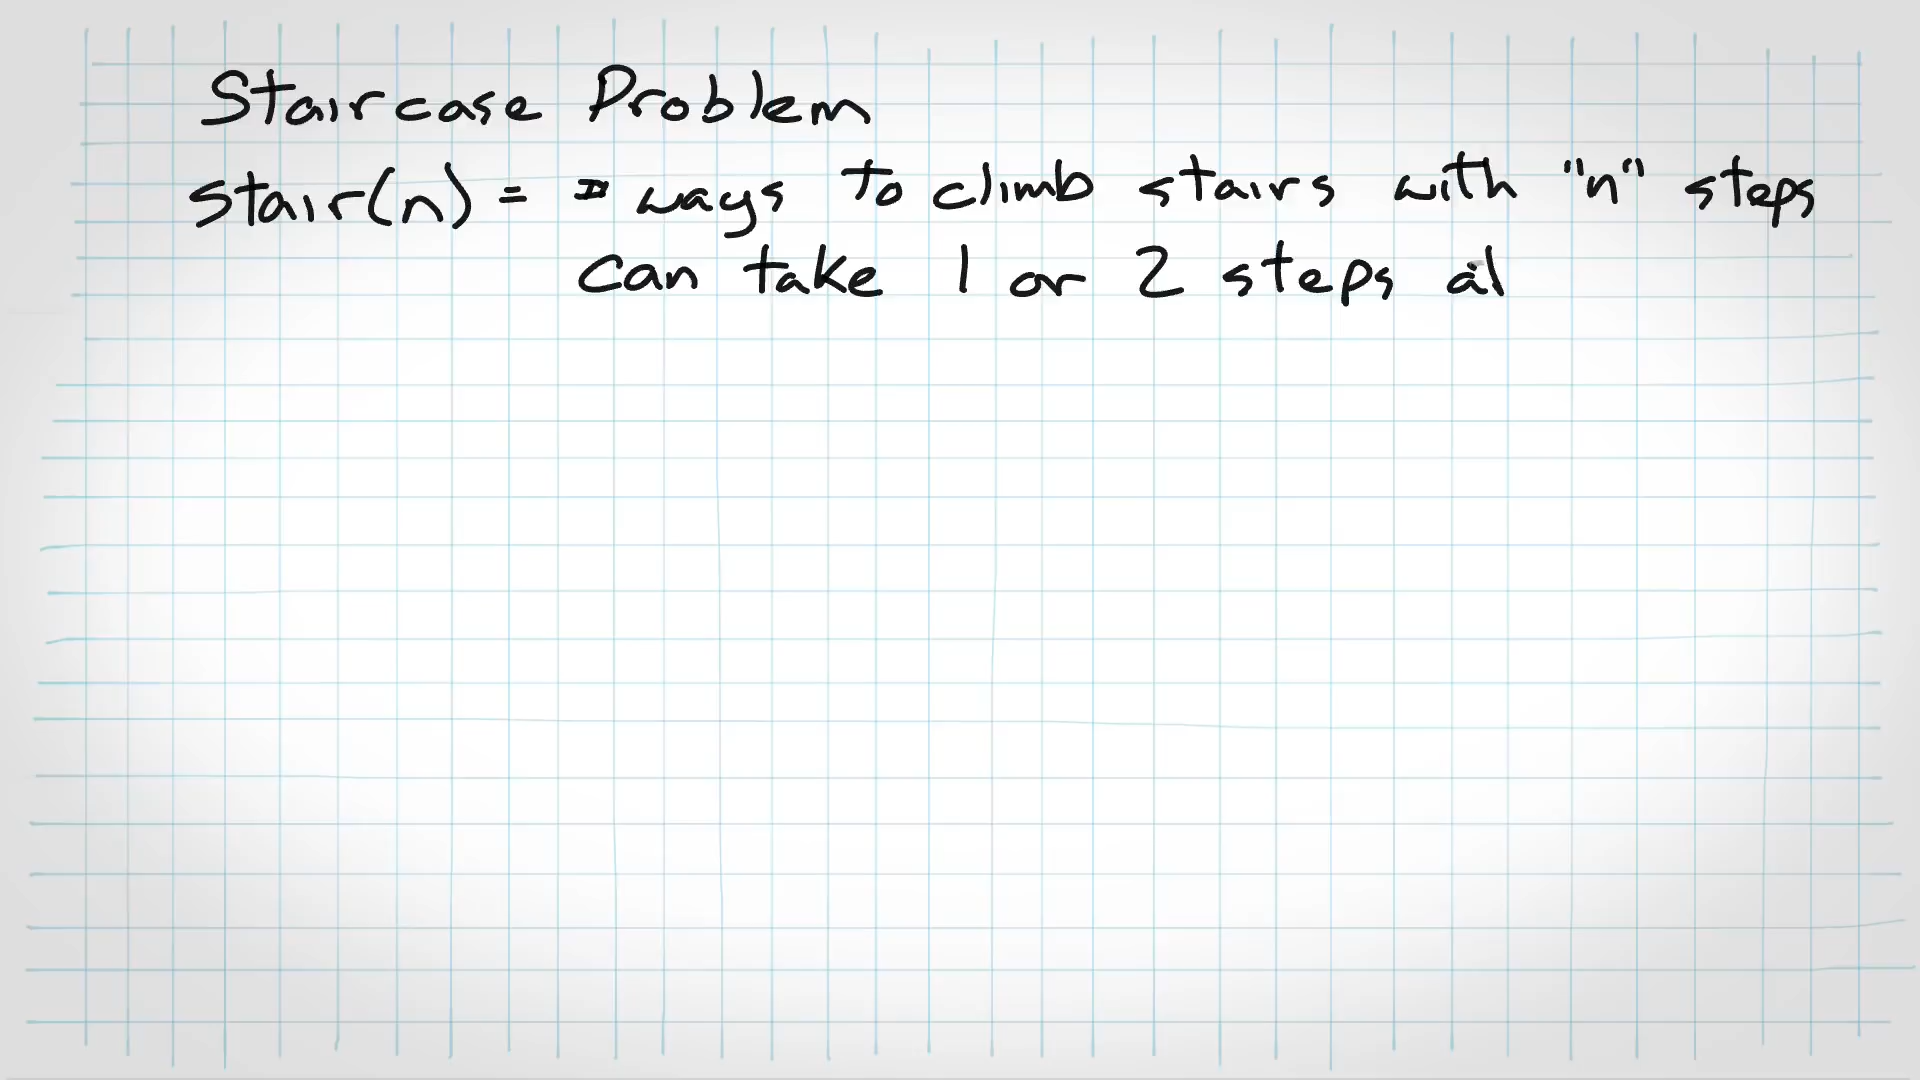 Staircase Problem
stair(n) = # ways to climb stairs with "n" steps
can take 1 or 2 steps